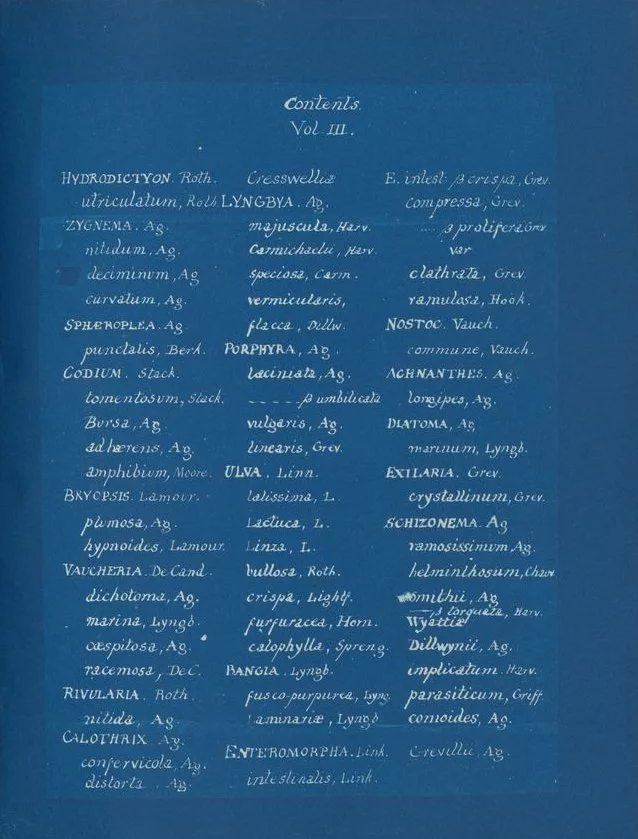 Contents.
Vol. III.
HYDRODICTYON. Roth.
utriculatum, Roth.
ZYGNEMA. Ag.
nitidum, Ag.
deciminum, Ag
curvatum, Ag.
SPHÆROPLEA. Ag
punctalis, Berk.
CODIUM. Stack.
tomentosum, Stack.
Bursa, Ag.
adhærens, Ag.
amphibium, Moore.
BRYOPSIS. Lamour.
plumosa, Ag.
hypnoides, Lamour.
VAUCHERIA. DeCand.
dichotoma, Ag.
marina, Lyngb.
cæspitosa, Ag.
racemosa, DeC.
RIVULARIA. Roth.
nitida, Ag.
CALOTHRIX. Ag.
confervicola, Ag.
distorta. Ag.
Cresswelliæ
LYNGBYA. Ag.
majuscula, Harv.
Carmichaelii, Harv.
speciosa, Carm.
vermicularis,
flacca, Dillw.
PORPHYRA, Ag.
laciniata, Ag.
----- β umbilicata
vulgaris, Ag.
linearis, Grev.
ULVA. Linn.
latissima, L.
Lactuca, L.
Linza, L.
bullosa, Roth.
crispa, Lightf.
furfuracea, Horn.
calophylla, Spreng.
BANGIA. Lyngb.
fusco-purpurea, Lyng.
Laminariæ, Lyngb
ENTEROMORPHA. Link.
intestinalis, Link.
E. intest: β crispa, Grev.
compressa, Grev.
... β prolifera Grev
var
clathrata, Grev.
ramulosa, Hook.
NOSTOC. Vauch.
commune, Vauch.
ACHNANTHES. Ag.
longipes, Ag.
DIATOMA, Ag
marinum, Lyngb.
EXILARIA. Grev.
crystallinum, Grev.
SCHIZONEMA. Ag
ramosissimum Ag.
helminthosum, Chauv
Smithii, Ag
— β torquata, Harv.
Wyattiæ
Dillwynii, Ag.
implicatum. Harv.
parasiticum, Griff.
comoides, Ag.
Grevillii, Ag.